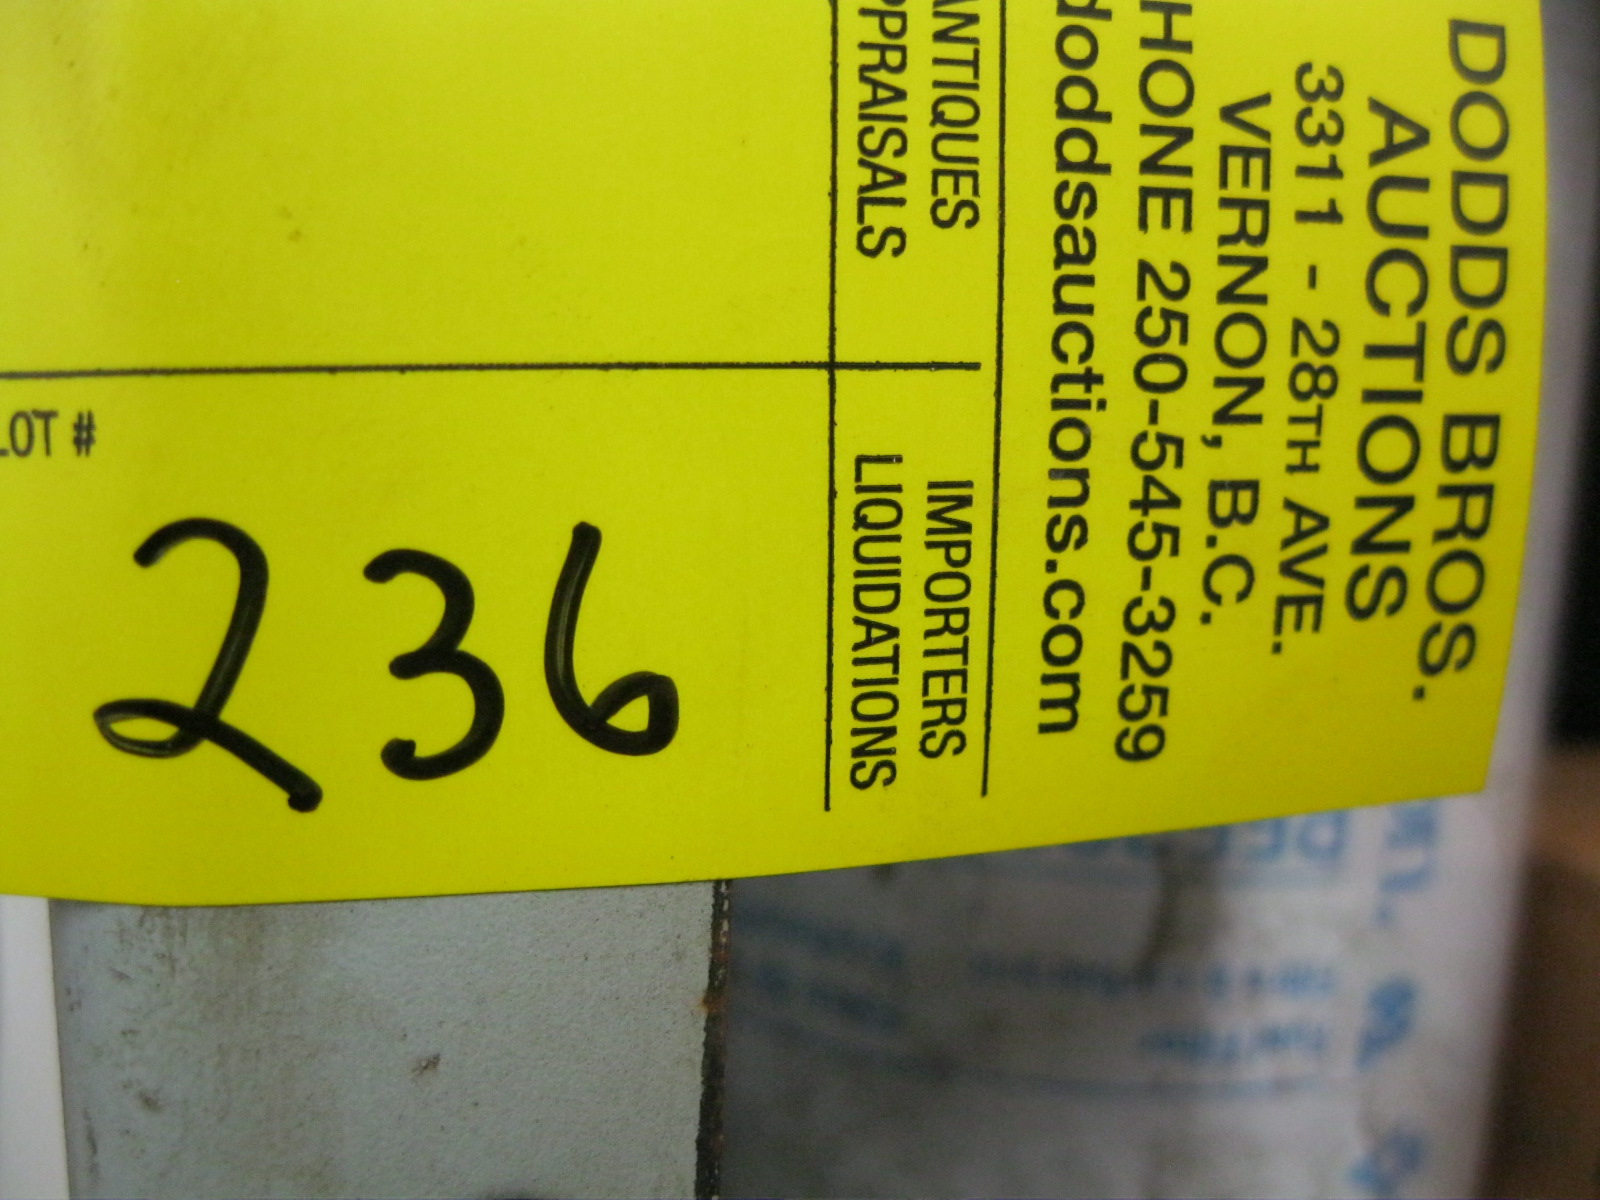 DODDS BROS.
AUCTIONS
3311 - 28TH AVE.
VERNON, B.C.
HONE 250-545-3259
doddsauctions.com
ANTIQUES IMPORTERS
PPRAISALS LIQUIDATIONS
LOT #
236